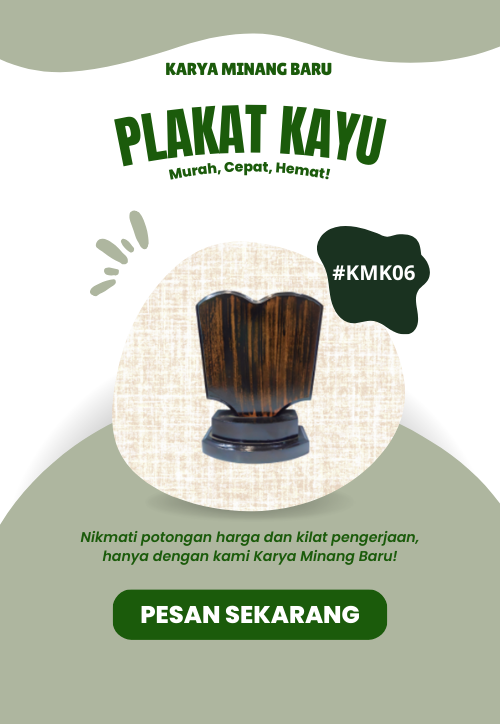 KARYA MINANG BARU
PLAKAT KAYU
Murah, Cepat, Hemat!
#KMK06
Nikmati potongan harga dan kilat pengerjaan,
hanya dengan kami Karya Minang Baru!
PESAN SEKARANG